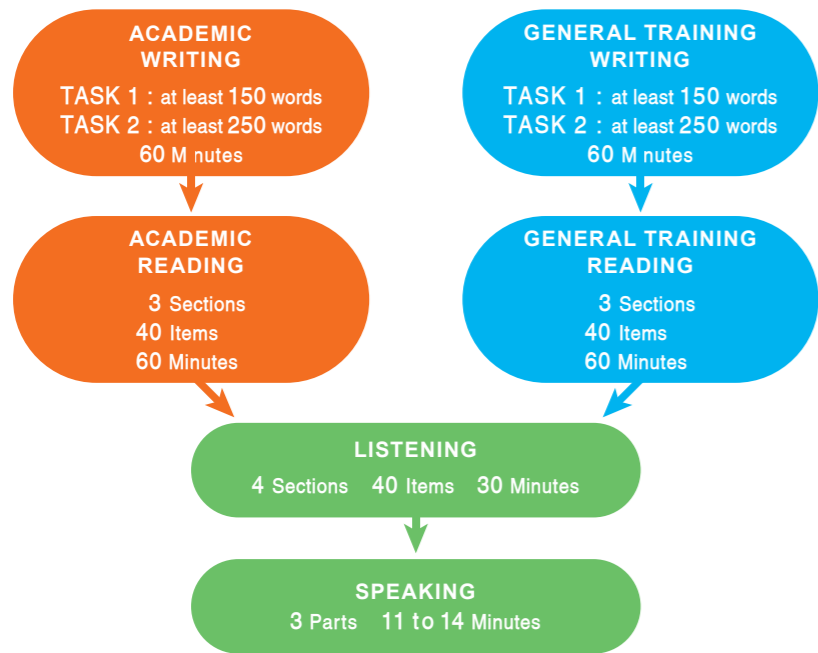 ACADEMIC
WRITING
TASK 1 : at least 150 words
TASK 2 : at least 250 words
60 M nutes
GENERAL TRAINING
WRITING
TASK 1 : at least 150 words
TASK 2 : at least 250 words
60 M nutes
ACADEMIC
READING
3 Sections
40 Items
60 Minutes
GENERAL TRAINING
READING
3 Sections
40 Items
60 Minutes
LISTENING
4 Sections 40 Items 30 Minutes
SPEAKING
3 Parts 11 to 14 Minutes